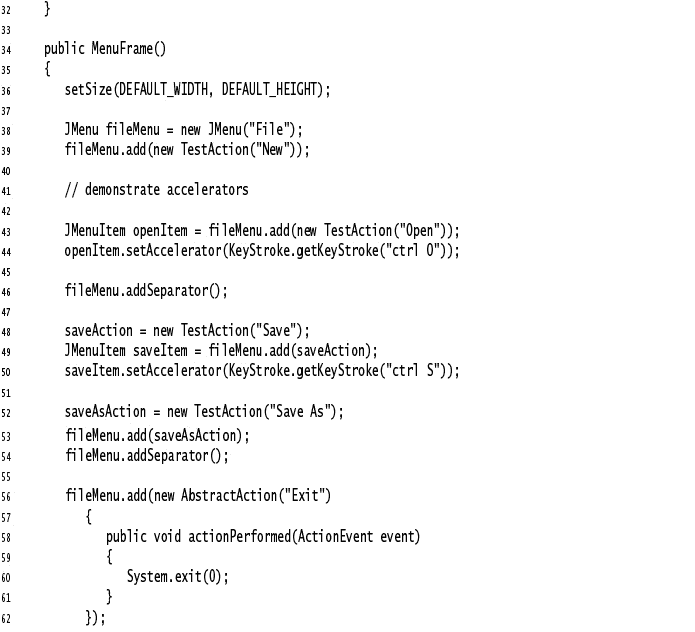 32 }
33
34 public MenuFrame()
35 {
36 setSize(DEFAULT_WIDTH, DEFAULT_HEIGHT);
37
38 JMenu fileMenu = new JMenu("File");
39 fileMenu.add(new TestAction("New"));
40
41 // demonstrate accelerators
42
43 JMenuItem openItem = fileMenu.add(new TestAction("Open"));
44 openItem.setAccelerator(KeyStroke.getKeyStroke("ctrl O"));
45
46 fileMenu.addSeparator();
47
48 saveAction = new TestAction("Save");
49 JMenuItem saveItem = fileMenu.add(saveAction);
50 saveItem.setAccelerator(KeyStroke.getKeyStroke("ctrl S"));
51
52 saveAsAction = new TestAction("Save As");
53 fileMenu.add(saveAsAction);
54 fileMenu.addSeparator();
55
56 fileMenu.add(new AbstractAction("Exit")
57 {
58 public void actionPerformed(ActionEvent event)
59 {
60 System.exit(0);
61 }
62 });